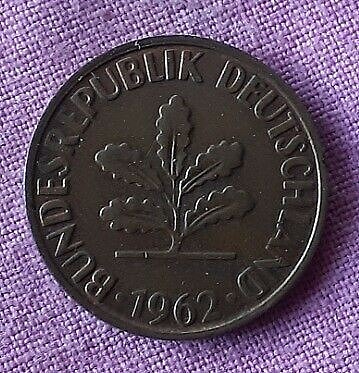 BUNDESREPUBLIK DEUTSCHLAND
· 1962 ·